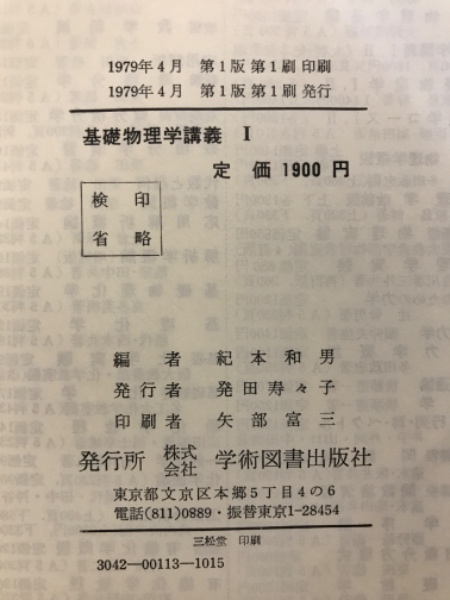 1979年4月　第1版 第1刷 印刷
1979年4月　第1版 第1刷 発行
基礎物理学講義　I
定　価 1900 円
検　印
省　略
編　者　紀本和男
発行者　発田寿々子
印刷者　矢部富三
発行所　株式会社　学術図書出版社
東京都文京区本郷5丁目4の6
電話(811)0889・振替東京1-28454
三松堂　印刷
3042-00113-1015